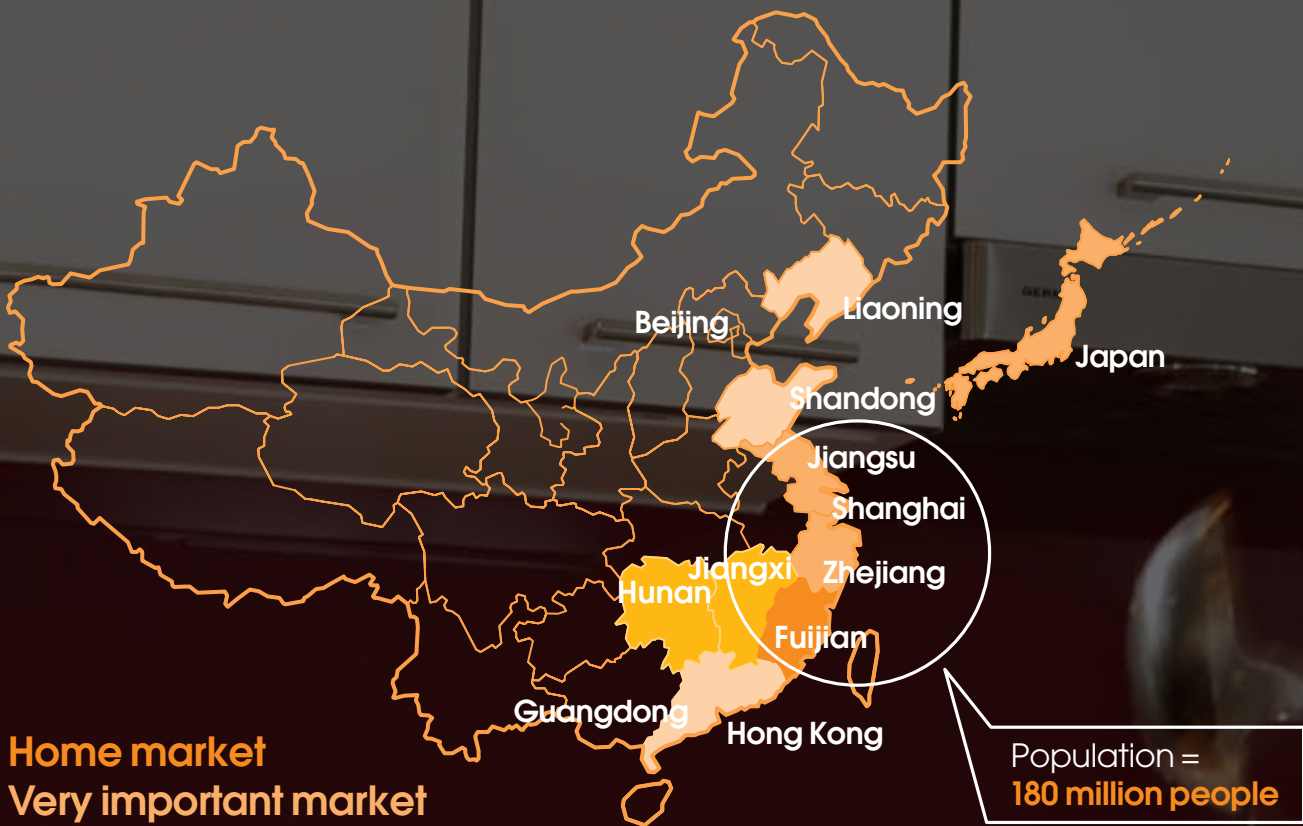 Beijing
Liaoning
Japan
Shandong
Jiangsu
Shanghai
Jiangxi
Zhejiang
Hunan
Fuijian
Guangdong
Hong Kong
Home market
Very important market
Population =
180 million people